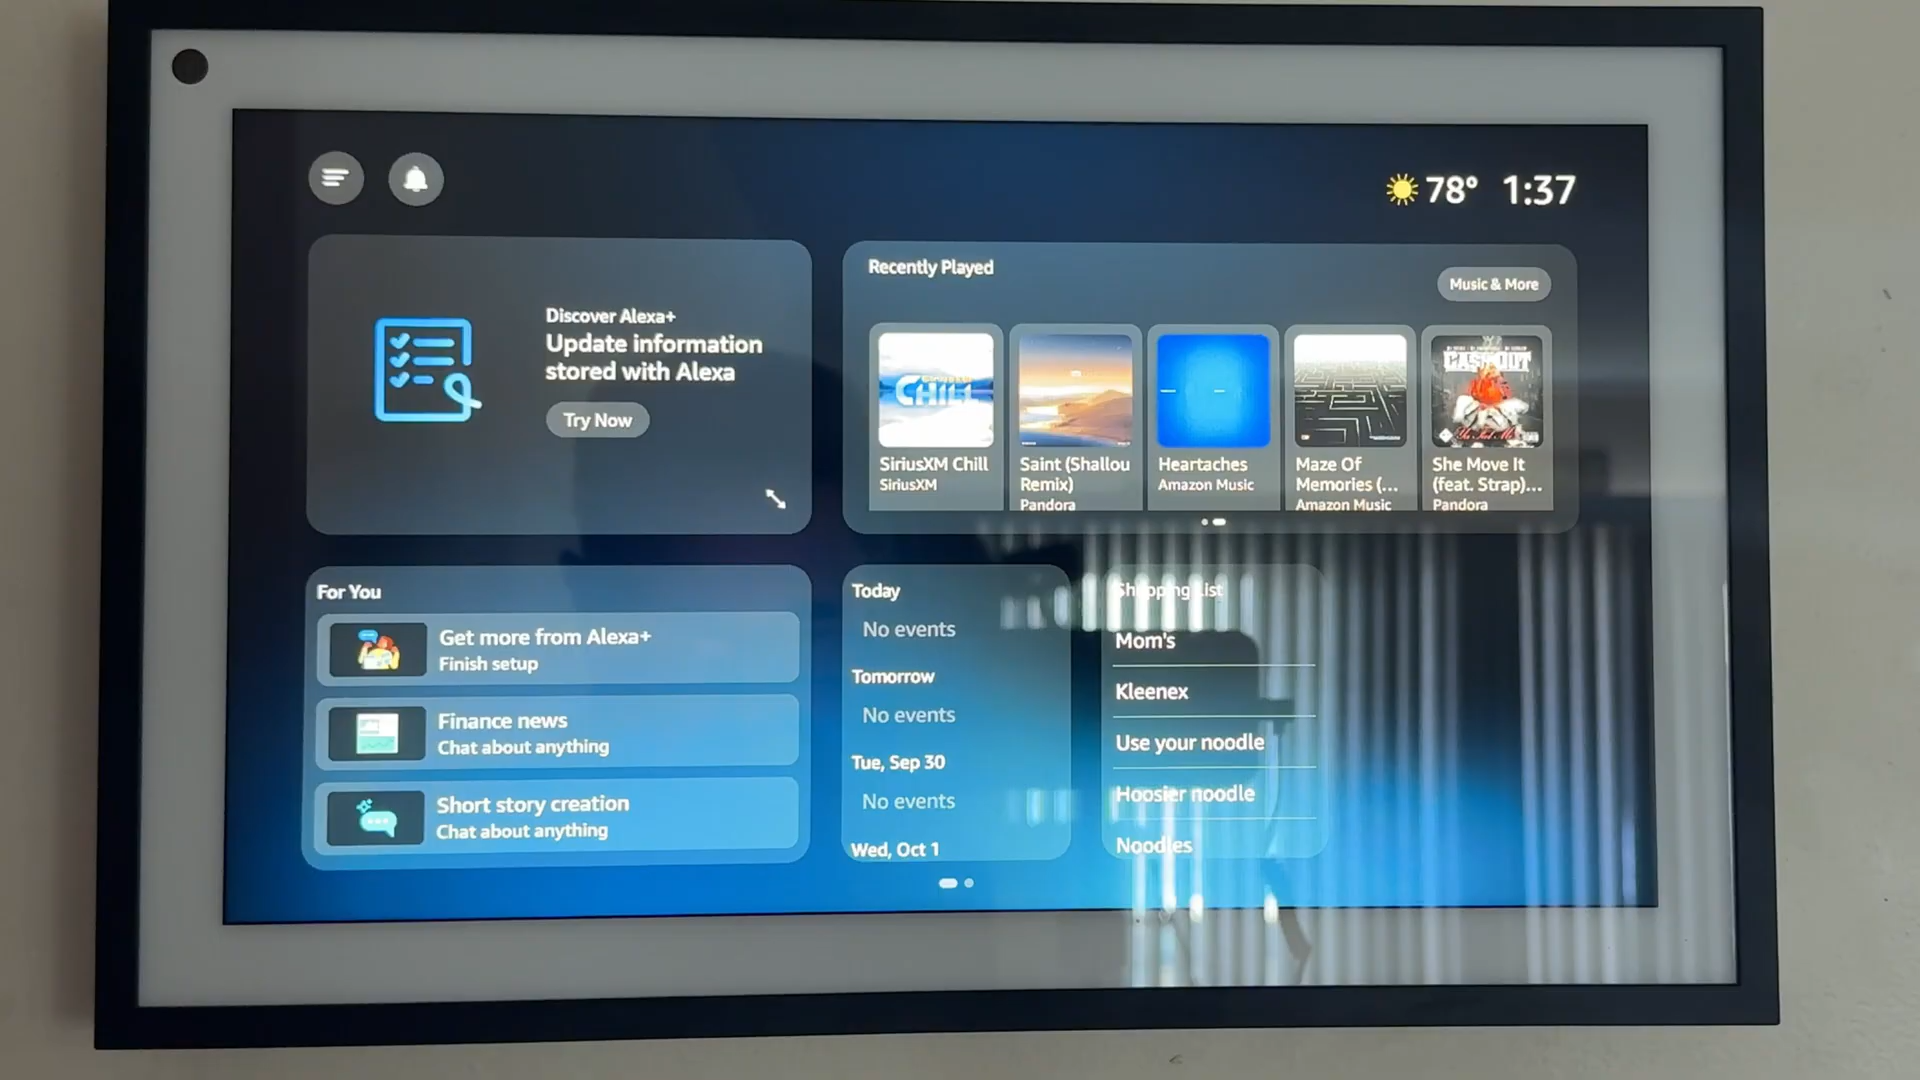 78° 1:37
Discover Alexa+
Update information
stored with Alexa
Try Now
Recently Played
Music & More
CHILL
CASH OUT
SiriusXM Chill
SiriusXM
Saint (Shallou
Remix)
Pandora
Heartaches
Amazon Music
Maze Of
Memories (...
Amazon Music
She Move It
(feat. Strap)...
Pandora
For You
Get more from Alexa+
Finish setup
Finance news
Chat about anything
Short story creation
Chat about anything
Today
No events
Tomorrow
No events
Tue, Sep 30
No events
Wed, Oct 1
Shopping List
Mom's
Kleenex
Use your noodle
Hoosier noodle
Noodles